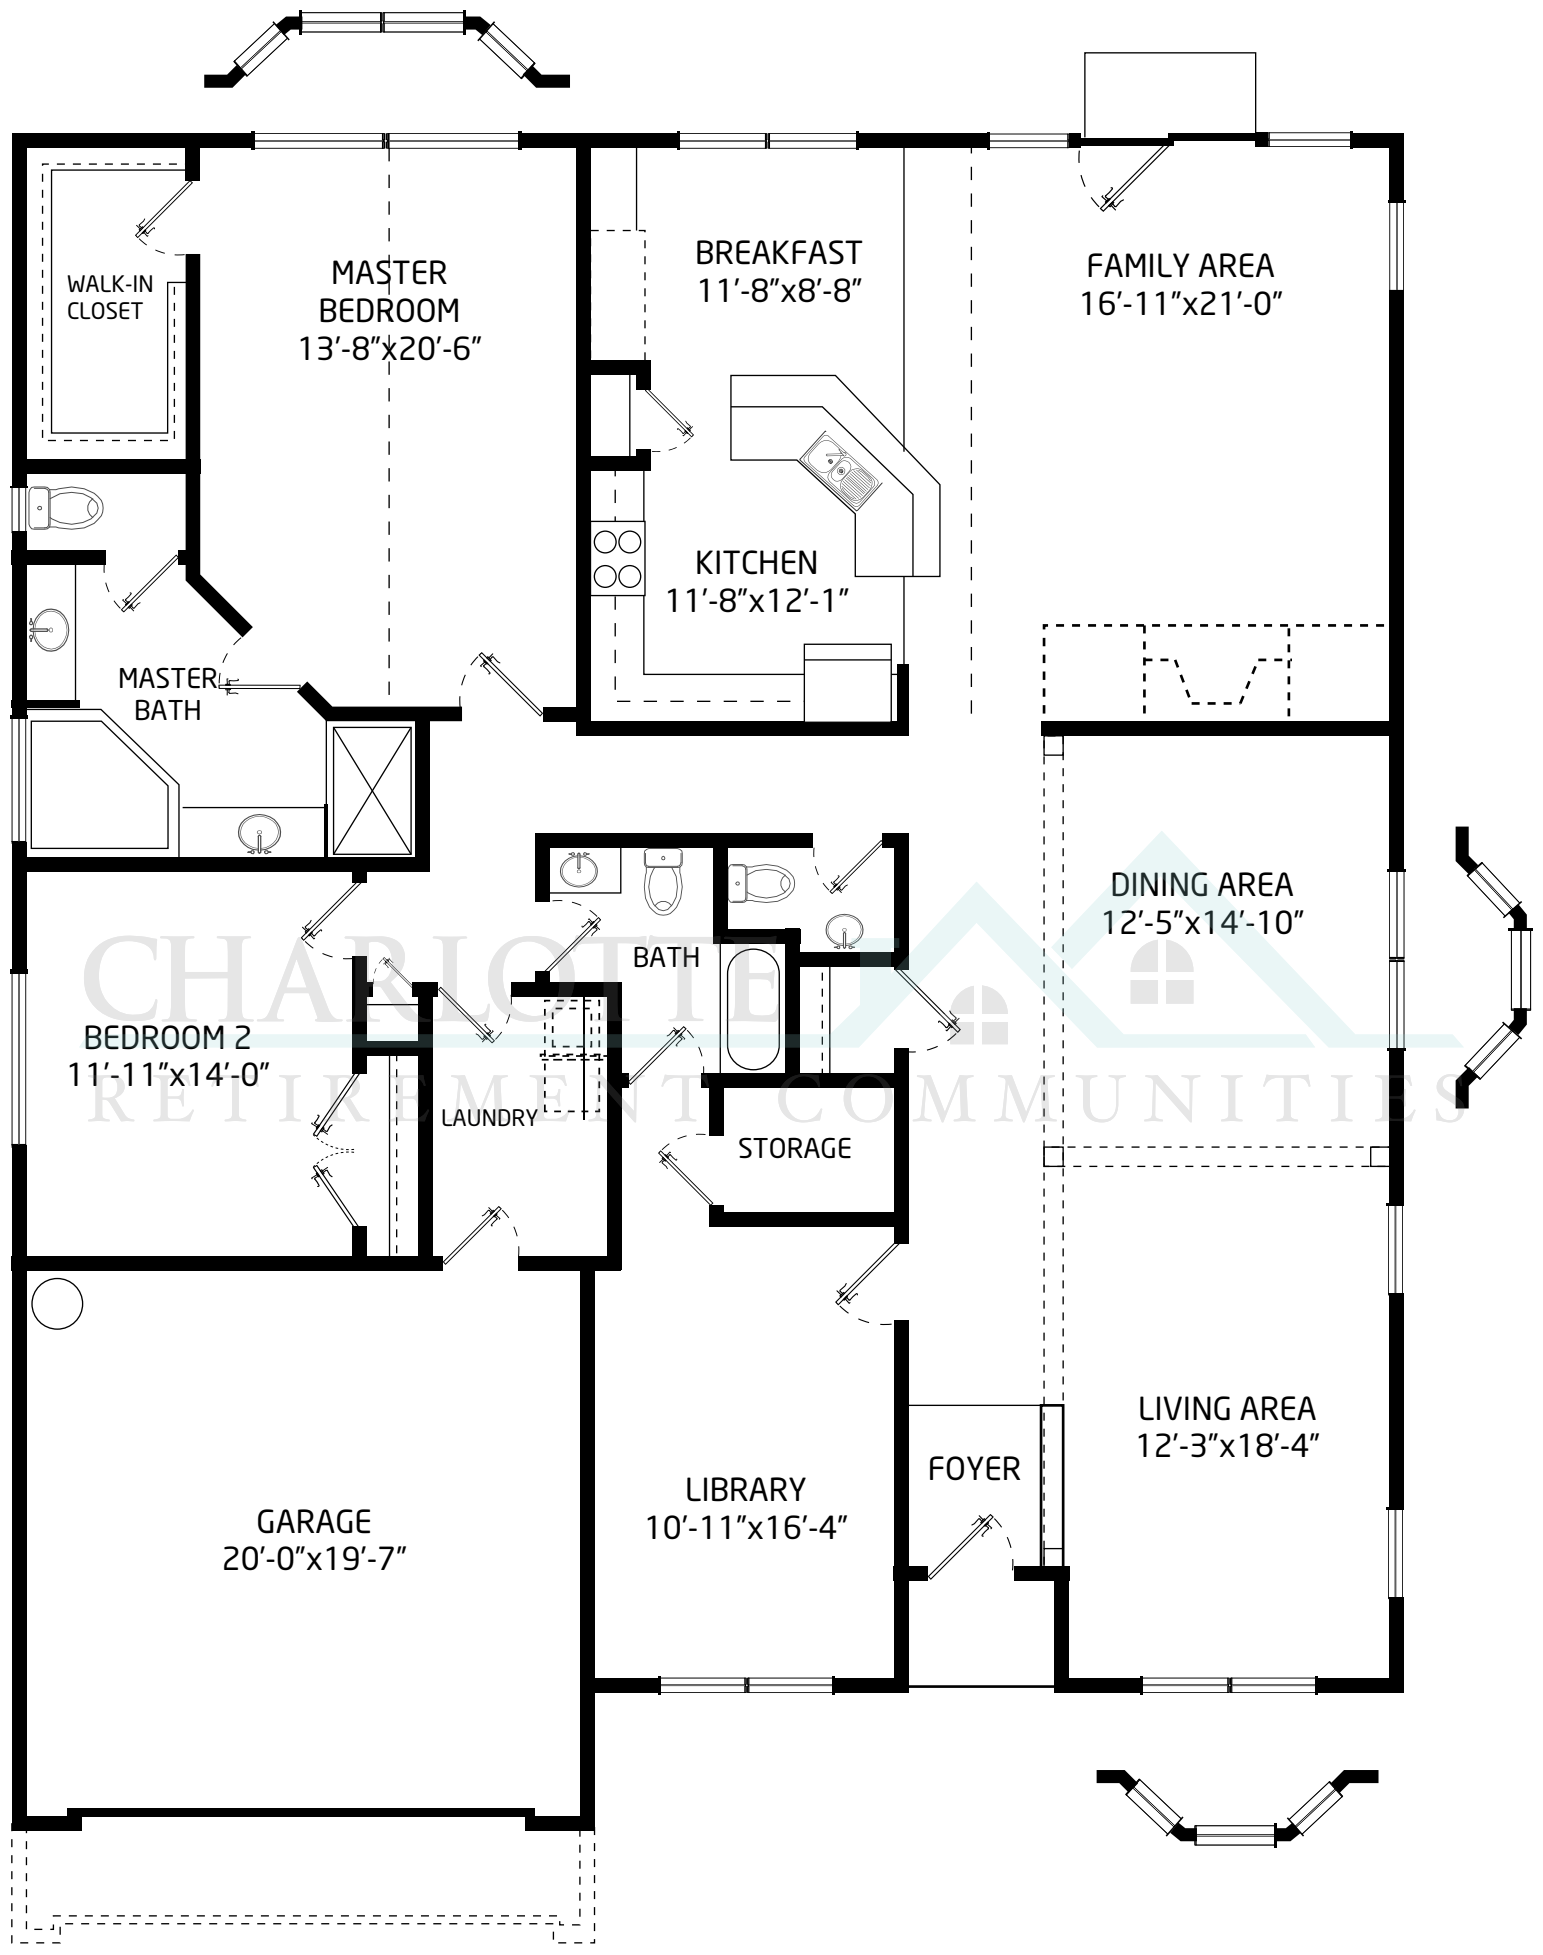 WALK-IN
CLOSET
MASTER
BEDROOM
13'-8"x20'-6"
BREAKFAST
11'-8"x8'-8"
FAMILY AREA
16'-11"x21'-0"
KITCHEN
11'-8"x12'-1"
MASTER
BATH
DINING AREA
12'-5"x14'-10"
BATH
CHARLOTTE
RETIREMENT COMMUNITIES
BEDROOM 2
11'-11"x14'-0"
LAUNDRY
STORAGE
LIVING AREA
12'-3"x18'-4"
FOYER
LIBRARY
10'-11"x16'-4"
GARAGE
20'-0"x19'-7"